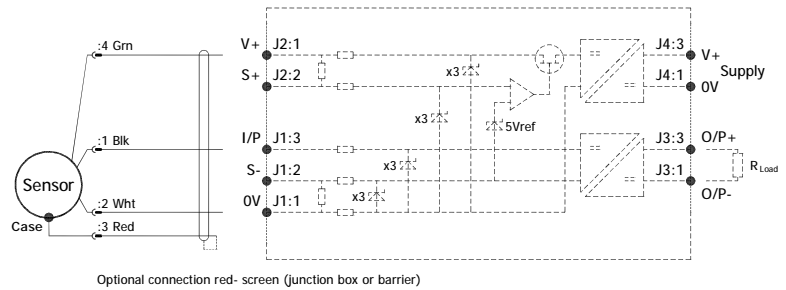 :4 Grn
V+ J2:1
S+ J2:2
x3
x3
5Vref
J4:3 V+
J4:1 0V
Supply
:1 Blk
I/P J1:3
S- J1:2
x3
x3
J3:3 O/P+
J3:1 O/P-
R Load
Sensor
Case
:2 Wht
0V J1:1
:3 Red
Optional connection red- screen (junction box or barrier)